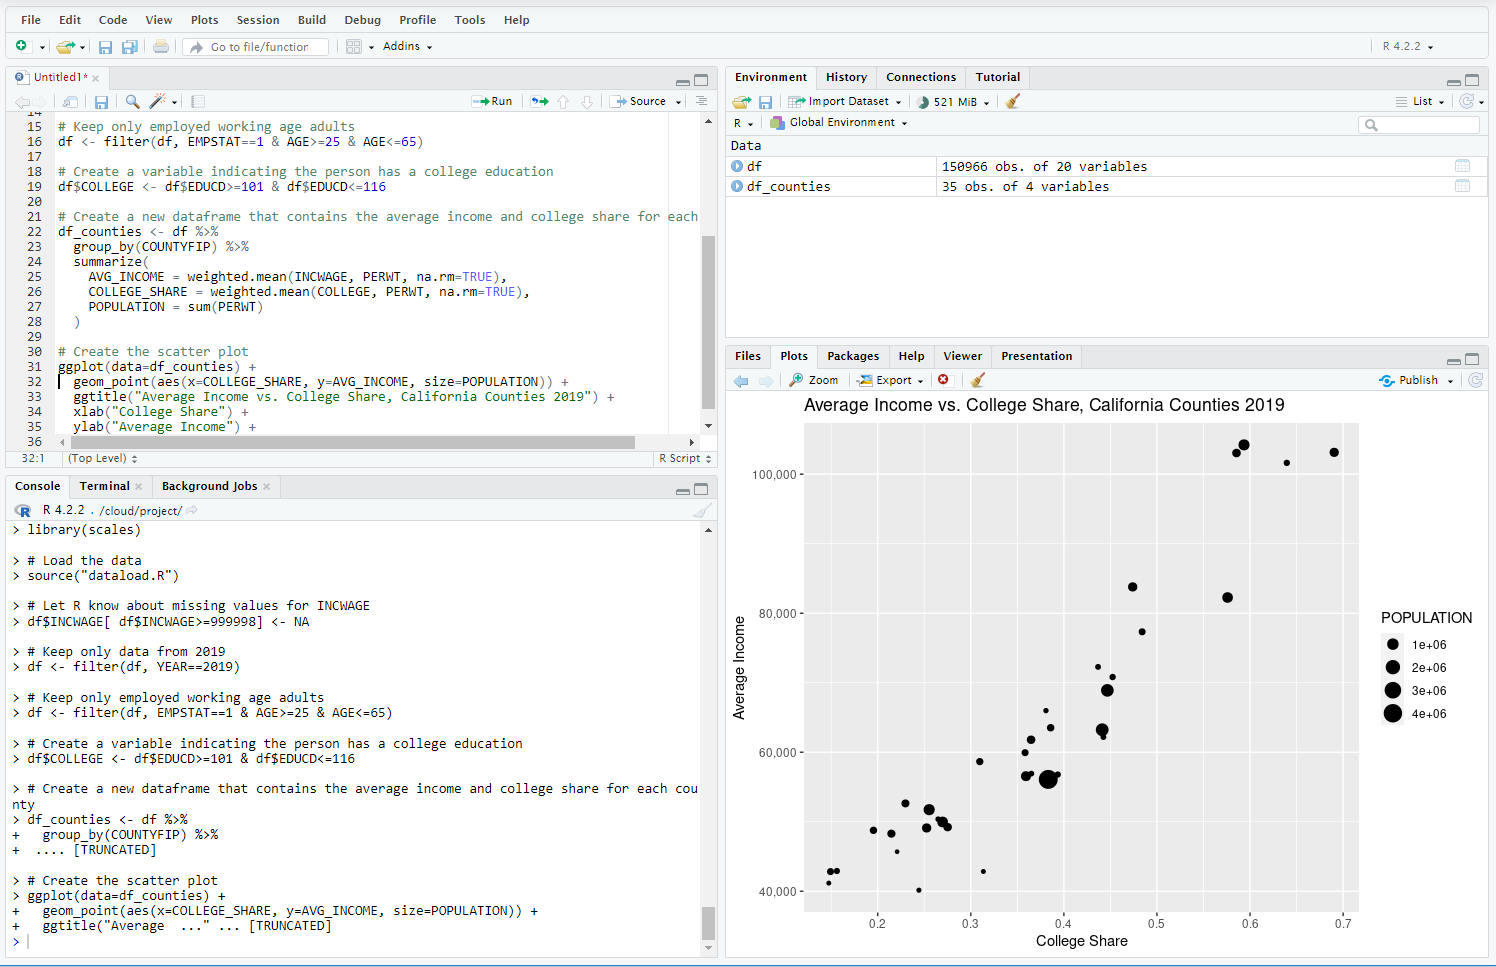 File Edit Code View Plots Session Build Debug Profile Tools Help
Go to file/function Addins R 4.2.2
Untitled1*
Run Source
14
15 # Keep only employed working age adults
16 df <- filter(df, EMPSTAT==1 & AGE>=25 & AGE<=65)
17
18 # Create a variable indicating the person has a college education
19 df$COLLEGE <- df$EDUCD>=101 & df$EDUCD<=116
20
21 # Create a new dataframe that contains the average income and college share for each
22 df_counties <- df %>%
23 group_by(COUNTYFIP) %>%
24 summarize(
25 AVG_INCOME = weighted.mean(INCWAGE, PERWT, na.rm=TRUE),
26 COLLEGE_SHARE = weighted.mean(COLLEGE, PERWT, na.rm=TRUE),
27 POPULATION = sum(PERWT)
28 )
29
30 # Create the scatter plot
31 ggplot(data=df_counties) +
32 geom_point(aes(x=COLLEGE_SHARE, y=AVG_INCOME, size=POPULATION)) +
33 ggtitle("Average Income vs. College Share, California Counties 2019") +
34 xlab("College Share") +
35 ylab("Average Income") +
36
32:1 (Top Level) R Script
Console Terminal Background Jobs
R 4.2.2 . /cloud/project/
> library(scales)
> # Load the data
> source("dataload.R")
> # Let R know about missing values for INCWAGE
> df$INCWAGE[ df$INCWAGE>=999998] <- NA
> # Keep only data from 2019
> df <- filter(df, YEAR==2019)
> # Keep only employed working age adults
> df <- filter(df, EMPSTAT==1 & AGE>=25 & AGE<=65)
> # Create a variable indicating the person has a college education
> df$COLLEGE <- df$EDUCD>=101 & df$EDUCD<=116
> # Create a new dataframe that contains the average income and college share for each cou
nty
> df_counties <- df %>%
+ group_by(COUNTYFIP) %>%
+ .... [TRUNCATED]
> # Create the scatter plot
> ggplot(data=df_counties) +
+ geom_point(aes(x=COLLEGE_SHARE, y=AVG_INCOME, size=POPULATION)) +
+ ggtitle("Average ..." ... [TRUNCATED]
>
Environment History Connections Tutorial
Import Dataset 521 MiB List
R Global Environment
Data
df 150966 obs. of 20 variables
df_counties 35 obs. of 4 variables
Files Plots Packages Help Viewer Presentation
Zoom Export Publish
Average Income vs. College Share, California Counties 2019
Average Income
100,000
80,000
60,000
40,000
0.2 0.3 0.4 0.5 0.6 0.7
College Share
POPULATION
1e+06
2e+06
3e+06
4e+06